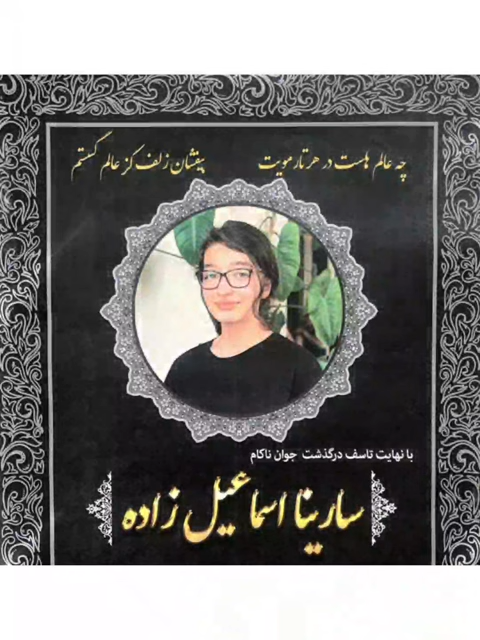 چه عالم هاست در هر تار مویت
بیفشان زلف کز عالم گسستم
با نهایت تاسف درگذشت جوان ناکام
سارینا اسماعیل زاده